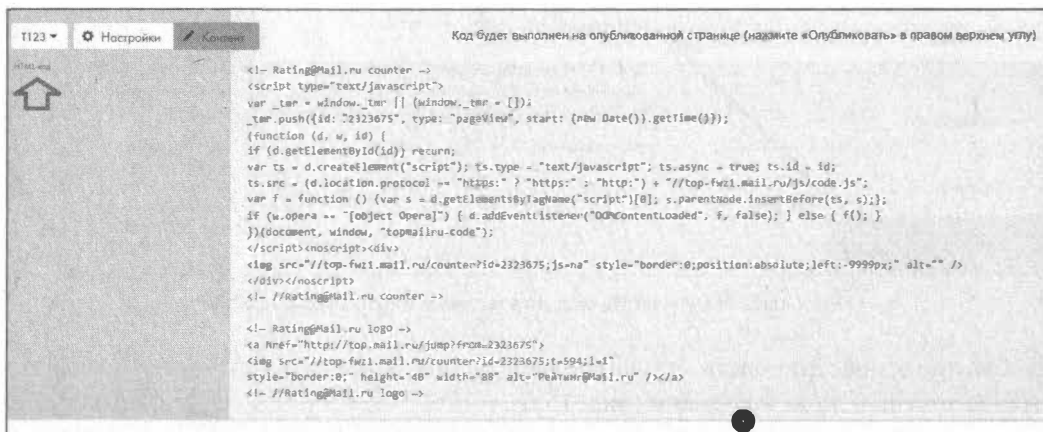 T123 Настройки Контент
Код будет выполнен на опубликованной странице (нажмите «Опубликовать» в правом верхнем углу)
HTML-код
<!— Rating@Mail.ru counter —>
<script type="text/javascript">
var _tmr = window._tmr || (window._tmr = []);
_tmr.push({id: "2323675", type: "pageView", start: (new Date()).getTime()});
(function (d, w, id) {
if (d.getElementById(id)) return;
var ts = d.createElement("script"); ts.type = "text/javascript"; ts.async = true; ts.id = id;
ts.src = (d.location.protocol == "https:" ? "https:" : "http:") + "//top-fwz1.mail.ru/js/code.js";
var f = function () {var s = d.getElementsByTagName("script")[0]; s.parentNode.insertBefore(ts, s);};
if (w.opera == "[object Opera]") { d.addEventListener("DOMContentLoaded", f, false); } else { f(); }
})(document, window, "topmailru-code");
</script><noscript><div>
<img src="//top-fwz1.mail.ru/counter?id=2323675;js=na" style="border:0;position:absolute;left:-9999px;" alt="" />
</div></noscript>
<!— //Rating@Mail.ru counter —>
<!— Rating@Mail.ru logo —>
<a href="http://top.mail.ru/jump?from=2323675">
<img src="//top-fwz1.mail.ru/counter?id=2323675;t=594;l=1"
style="border:0;" height="40" width="88" alt="Рейтинг@Mail.ru" /></a>
<!— //Rating@Mail.ru logo —>